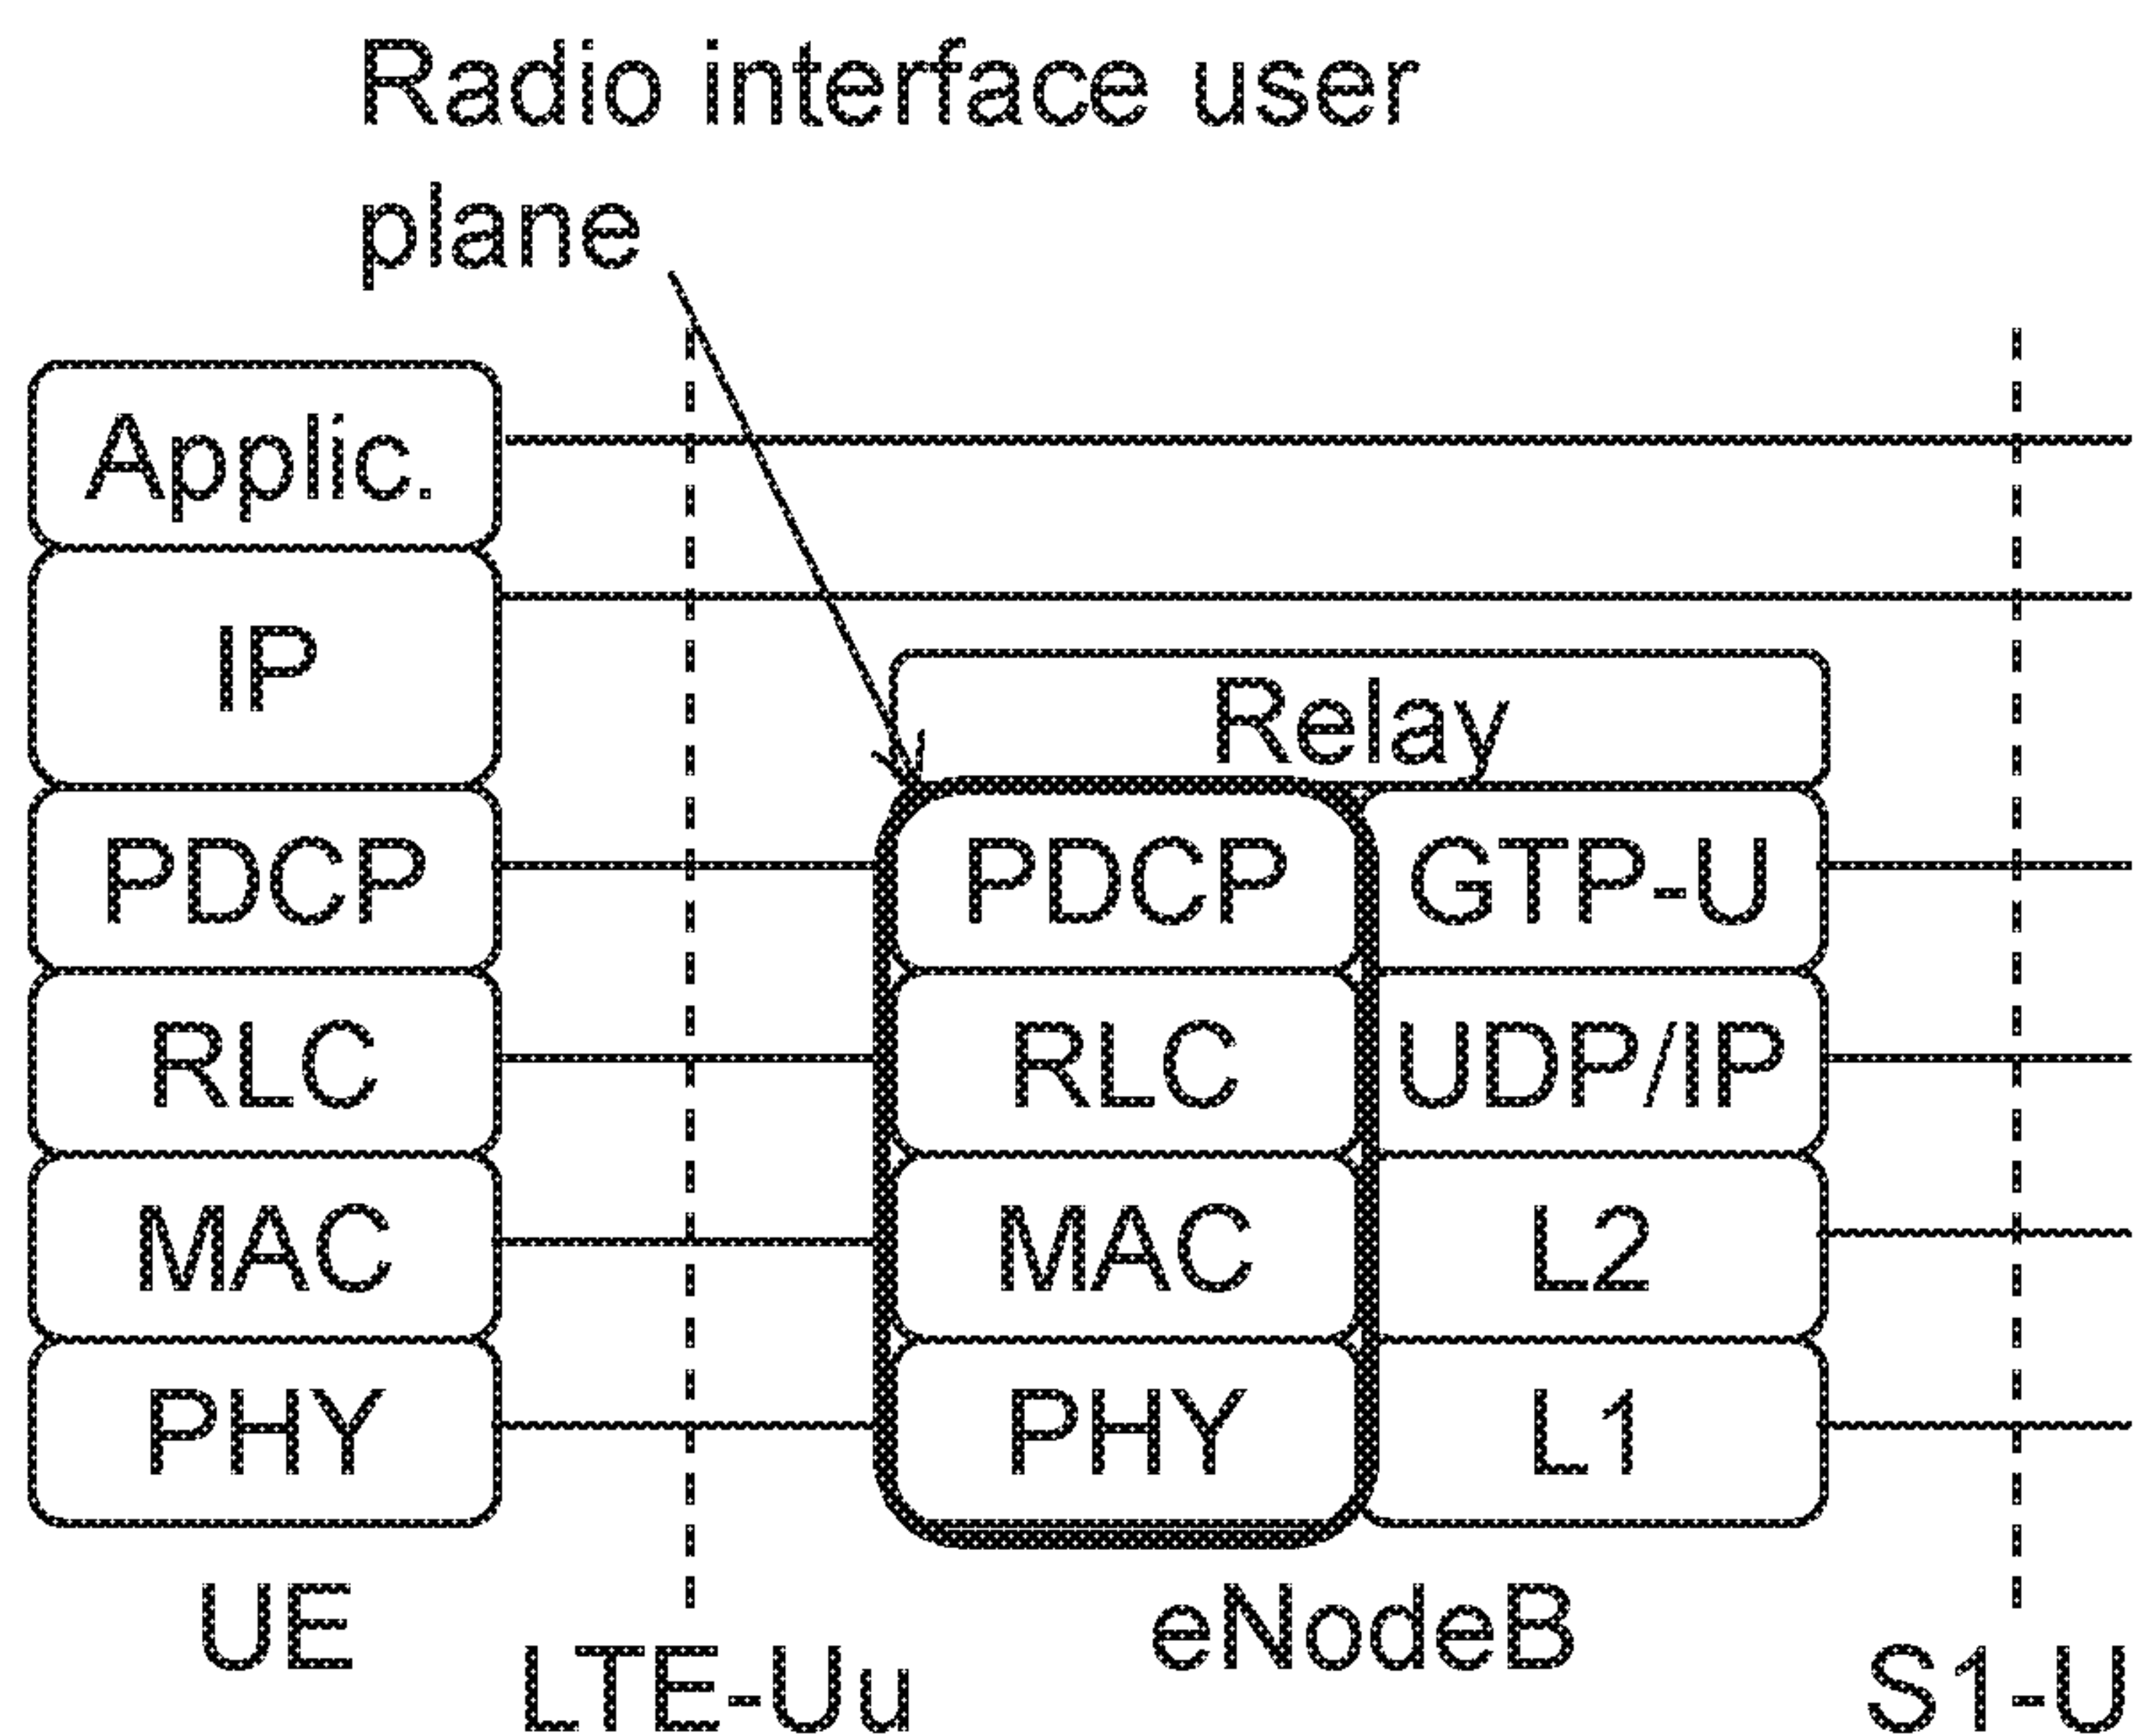 Radio interface user
plane
Applic.
IP
Relay
PDCP
PDCP
GTP-U
RLC
RLC
UDP/IP
MAC
MAC
L2
PHY
PHY
L1
UE
eNodeB
LTE-Uu
S1-U